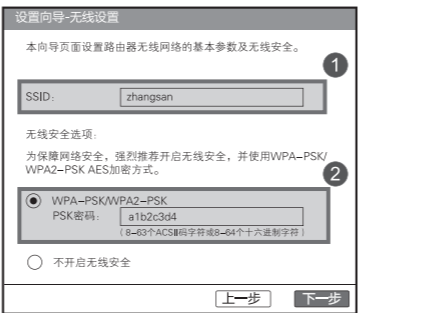 设置向导-无线设置
本向导页面设置路由器无线网络的基本参数及无线安全。
1
SSID: zhangsan
无线安全选项:
为保障网络安全，强烈推荐开启无线安全，并使用WPA-PSK/
WPA2-PSK AES加密方式。
2
WPA-PSK/WPA2-PSK
PSK密码: a1b2c3d4
(8-63个ACSⅡ码字符或8-64个十六进制字符)
不开启无线安全
上一步 下一步